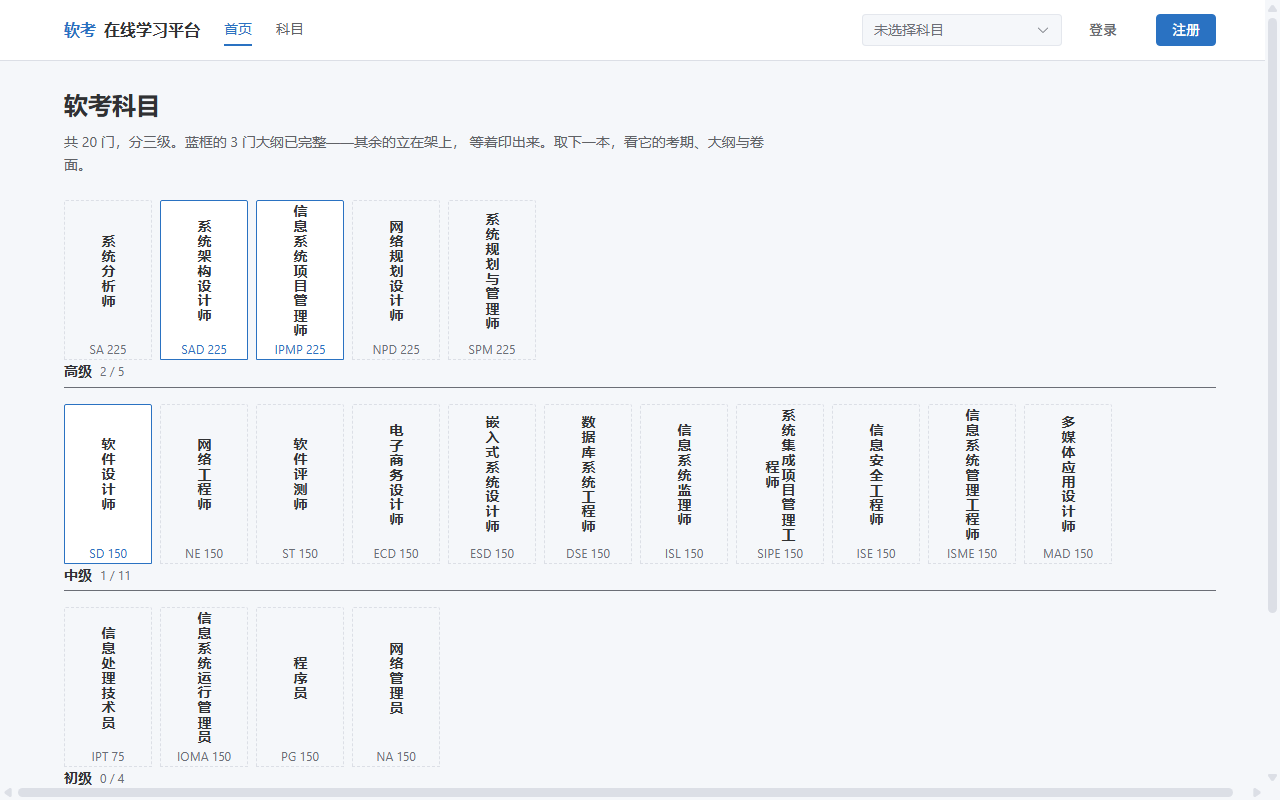 软考 在线学习平台 首页 科目 未选择科目 登录 注册
软考科目
共 20 门，分三级。蓝框的 3 门大纲已完整——其余的立在架上， 等着印出来。取下一本，看它的考期、大纲与卷
面。
系统分析师
SA 225
系统架构设计师
SAD 225
信息系统项目管理师
IPMP 225
网络规划设计师
NPD 225
系统规划与管理师
SPM 225
高级 2 / 5
软件设计师
SD 150
网络工程师
NE 150
软件评测师
ST 150
电子商务设计师
ECD 150
嵌入式系统设计师
ESD 150
数据库系统工程师
DSE 150
信息系统监理师
ISL 150
系统集成项目管理工
程师
SIPE 150
信息安全工程师
ISE 150
信息系统管理工程师
ISME 150
多媒体应用设计师
MAD 150
中级 1 / 11
信息处理技术员
IPT 75
信息系统运行管理员
IOMA 150
程序员
PG 150
网络管理员
NA 150
初级 0 / 4